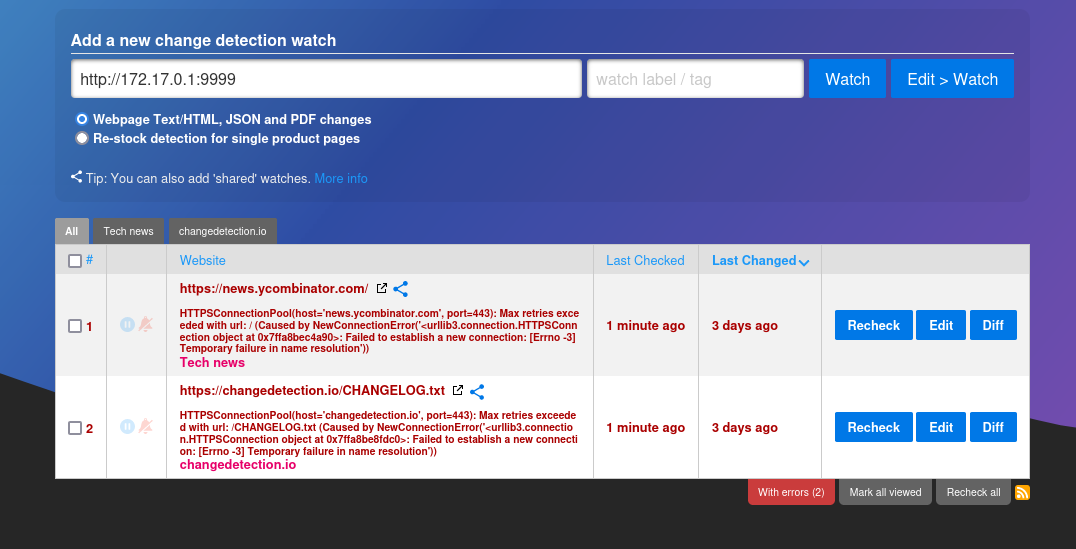 Add a new change detection watch
http://172.17.0.1:9999 watch label / tag Watch Edit > Watch
Webpage Text/HTML, JSON and PDF changes
Re-stock detection for single product pages
Tip: You can also add 'shared' watches. More info
All Tech news changedetection.io
# Website Last Checked Last Changed
https://news.ycombinator.com/
HTTPSConnectionPool(host='news.ycombinator.com', port=443): Max retries exce
eded with url: / (Caused by NewConnectionError('<urllib3.connection.HTTPSConn
ection object at 0x7ffa8bec4a90>: Failed to establish a new connection: [Errno -3]
Temporary failure in name resolution'))
Tech news
1 1 minute ago 3 days ago Recheck Edit Diff
https://changedetection.io/CHANGELOG.txt
HTTPSConnectionPool(host='changedetection.io', port=443): Max retries exceede
d with url: /CHANGELOG.txt (Caused by NewConnectionError('<urllib3.connectio
n.HTTPSConnection object at 0x7ffa8be8fdc0>: Failed to establish a new connecti
on: [Errno -3] Temporary failure in name resolution'))
changedetection.io
2 1 minute ago 3 days ago Recheck Edit Diff
With errors (2) Mark all viewed Recheck all